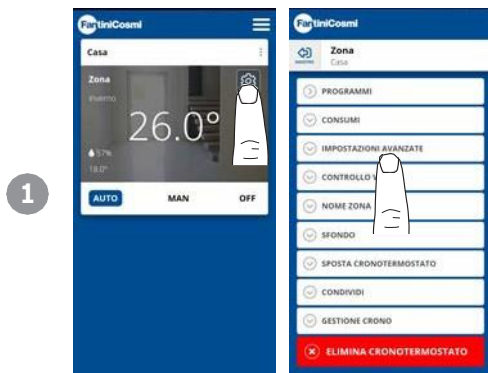 1
FantiniCosmi
Casa
Zona
Inverno
26.0°
57%
18.0°
AUTO MAN OFF
FantiniCosmi
Zona
Casa
PROGRAMMI
CONSUMI
IMPOSTAZIONI AVANZATE
CONTROLLO
NOME ZONA
SFONDO
SPOSTA CRONOTERMOSTATO
CONDIVIDI
GESTIONE CRONO
ELIMINA CRONOTERMOSTATO